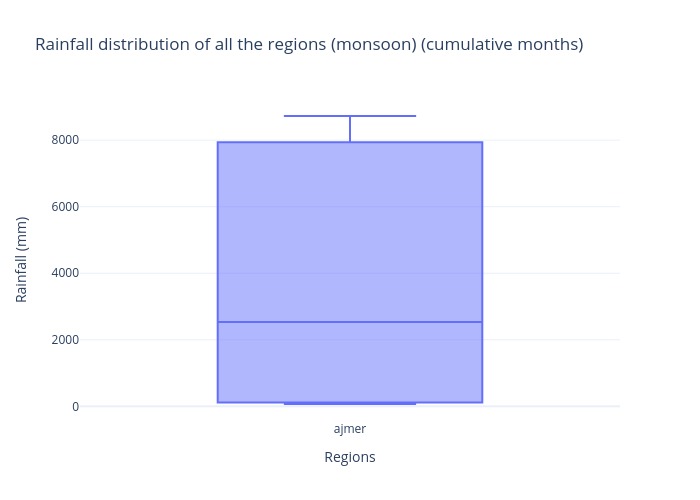 Rainfall distribution of all the regions (monsoon) (cumulative months)
8000
6000
4000
2000
0
Rainfall (mm)
ajmer
Regions